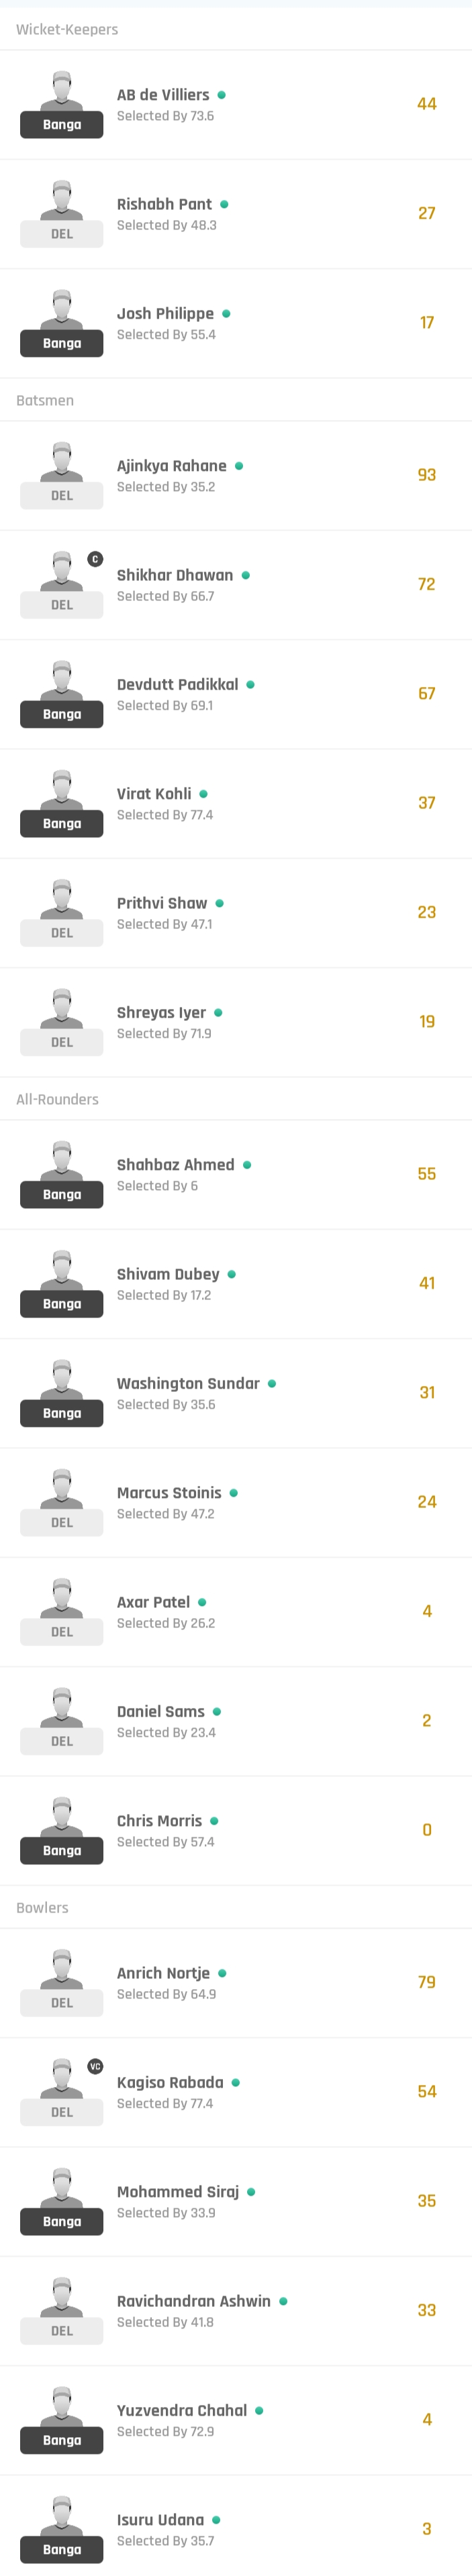 Wicket-Keepers
AB de Villiers
Selected By 73.6
44
Banga
Rishabh Pant
Selected By 48.3
27
DEL
Josh Philippe
Selected By 55.4
17
Banga
Batsmen
Ajinkya Rahane
Selected By 35.2
93
DEL
C
Shikhar Dhawan
Selected By 66.7
72
DEL
Devdutt Padikkal
Selected By 69.1
67
Banga
Virat Kohli
Selected By 77.4
37
Banga
Prithvi Shaw
Selected By 47.1
23
DEL
Shreyas Iyer
Selected By 71.9
19
DEL
All-Rounders
Shahbaz Ahmed
Selected By 6
55
Banga
Shivam Dubey
Selected By 17.2
41
Banga
Washington Sundar
Selected By 35.6
31
Banga
Marcus Stoinis
Selected By 47.2
24
DEL
Axar Patel
Selected By 26.2
4
DEL
Daniel Sams
Selected By 23.4
2
DEL
Chris Morris
Selected By 57.4
0
Banga
Bowlers
Anrich Nortje
Selected By 64.9
79
DEL
VC
Kagiso Rabada
Selected By 77.4
54
DEL
Mohammed Siraj
Selected By 33.9
35
Banga
Ravichandran Ashwin
Selected By 41.8
33
DEL
Yuzvendra Chahal
Selected By 72.9
4
Banga
Isuru Udana
Selected By 35.7
3
Banga